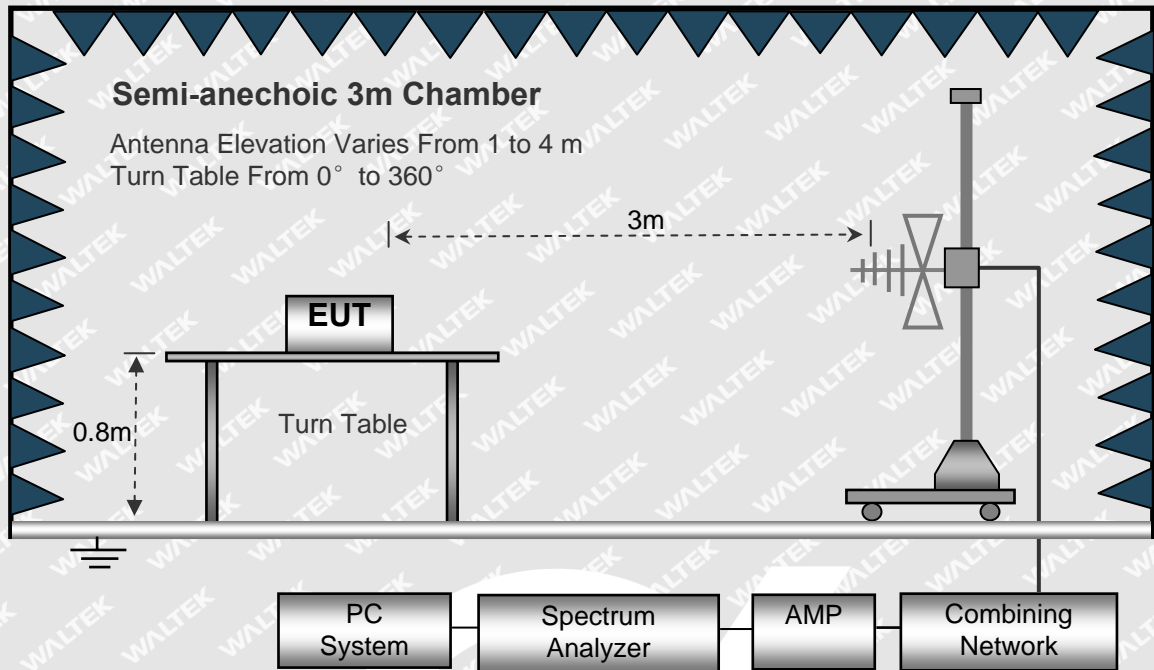 Semi-anechoic 3m Chamber
Antenna Elevation Varies From 1 to 4 m
Turn Table From 0° to 360°
3m
EUT
0.8m
Turn Table
PC
System
Spectrum
Analyzer
AMP
Combining
Network
WALTEK